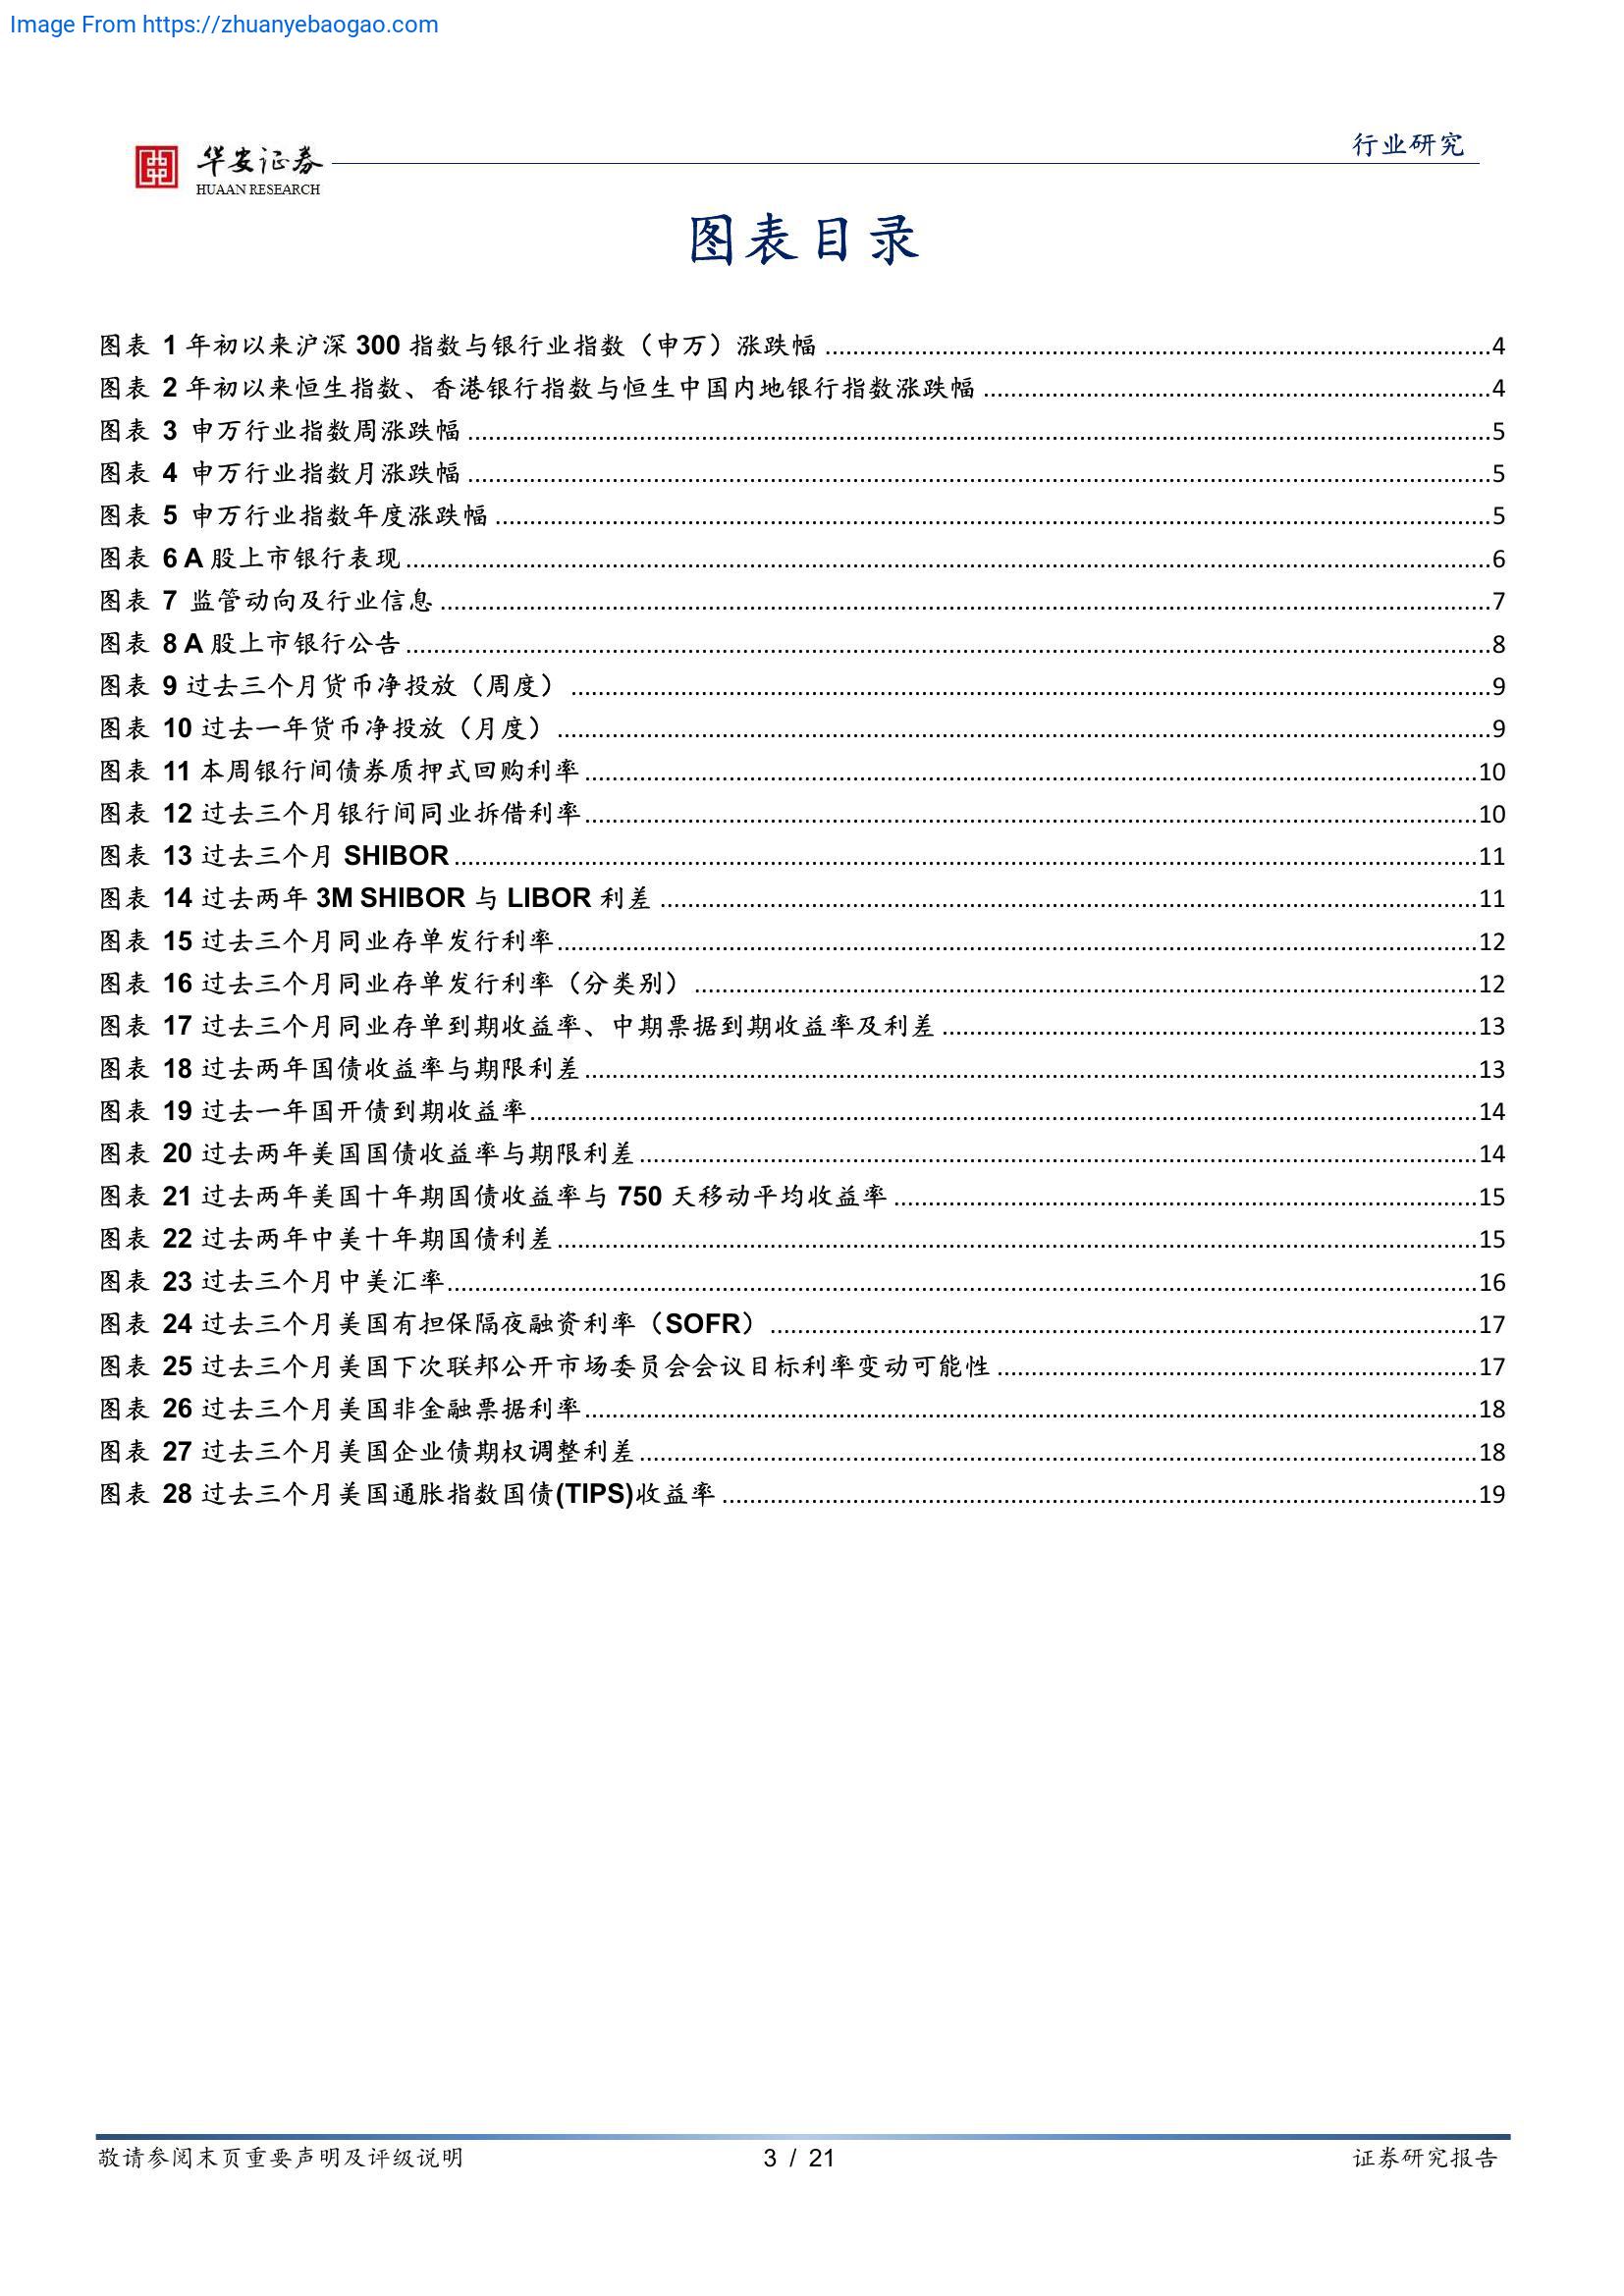 Image From https://zhuanyebaogao.com
华安证券
HUAAN RESEARCH
行业研究
图表目录
图表 1 年初以来沪深 300 指数与银行业指数（申万）涨跌幅 ........ 4
图表 2 年初以来恒生指数、香港银行指数与恒生中国内地银行指数涨跌幅 ........ 4
图表 3 申万行业指数周涨跌幅 ........ 5
图表 4 申万行业指数月涨跌幅 ........ 5
图表 5 申万行业指数年度涨跌幅 ........ 5
图表 6 A 股上市银行表现 ........ 6
图表 7 监管动向及行业信息 ........ 7
图表 8 A 股上市银行公告 ........ 8
图表 9 过去三个月货币净投放（周度） ........ 9
图表 10 过去一年货币净投放（月度） ........ 9
图表 11 本周银行间债券质押式回购利率 ........ 10
图表 12 过去三个月银行间同业拆借利率 ........ 10
图表 13 过去三个月 SHIBOR ........ 11
图表 14 过去两年 3M SHIBOR 与 LIBOR 利差 ........ 11
图表 15 过去三个月同业存单发行利率 ........ 12
图表 16 过去三个月同业存单发行利率（分类别） ........ 12
图表 17 过去三个月同业存单到期收益率、中期票据到期收益率及利差 ........ 13
图表 18 过去两年国债收益率与期限利差 ........ 13
图表 19 过去一年国开债到期收益率 ........ 14
图表 20 过去两年美国国债收益率与期限利差 ........ 14
图表 21 过去两年美国十年期国债收益率与 750 天移动平均收益率 ........ 15
图表 22 过去两年中美十年期国债利差 ........ 15
图表 23 过去三个月中美汇率 ........ 16
图表 24 过去三个月美国有担保隔夜融资利率（SOFR） ........ 17
图表 25 过去三个月美国下次联邦公开市场委员会会议目标利率变动可能性 ........ 17
图表 26 过去三个月美国非金融票据利率 ........ 18
图表 27 过去三个月美国企业债期权调整利差 ........ 18
图表 28 过去三个月美国通胀指数国债(TIPS)收益率 ........ 19
敬请参阅末页重要声明及评级说明
3 / 21
证券研究报告